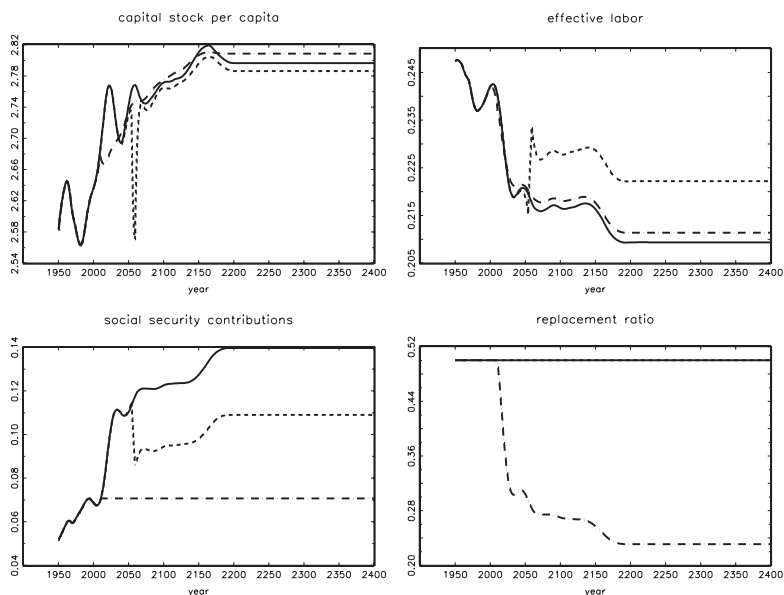 capital stock per capita
2.82
2.78
2.74
2.70
2.66
2.62
2.58
2.54
1950 2000 2050 2100 2150 2200 2250 2300 2350 2400
year
effective labor
0.245
0.235
0.225
0.215
0.205
1950 2000 2050 2100 2150 2200 2250 2300 2350 2400
year
social security contributions
0.14
0.12
0.10
0.08
0.06
0.04
1950 2000 2050 2100 2150 2200 2250 2300 2350 2400
year
replacement ratio
0.52
0.44
0.36
0.28
0.20
1950 2000 2050 2100 2150 2200 2250 2300 2350 2400
year